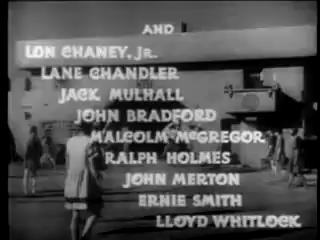 AND
LON CHANEY, JR.
LANE CHANDLER
JACK MULHALL
JOHN BRADFORD
MALCOLM MCGREGOR
RALPH HOLMES
JOHN MERTON
ERNIE SMITH
LLOYD WHITLOCK